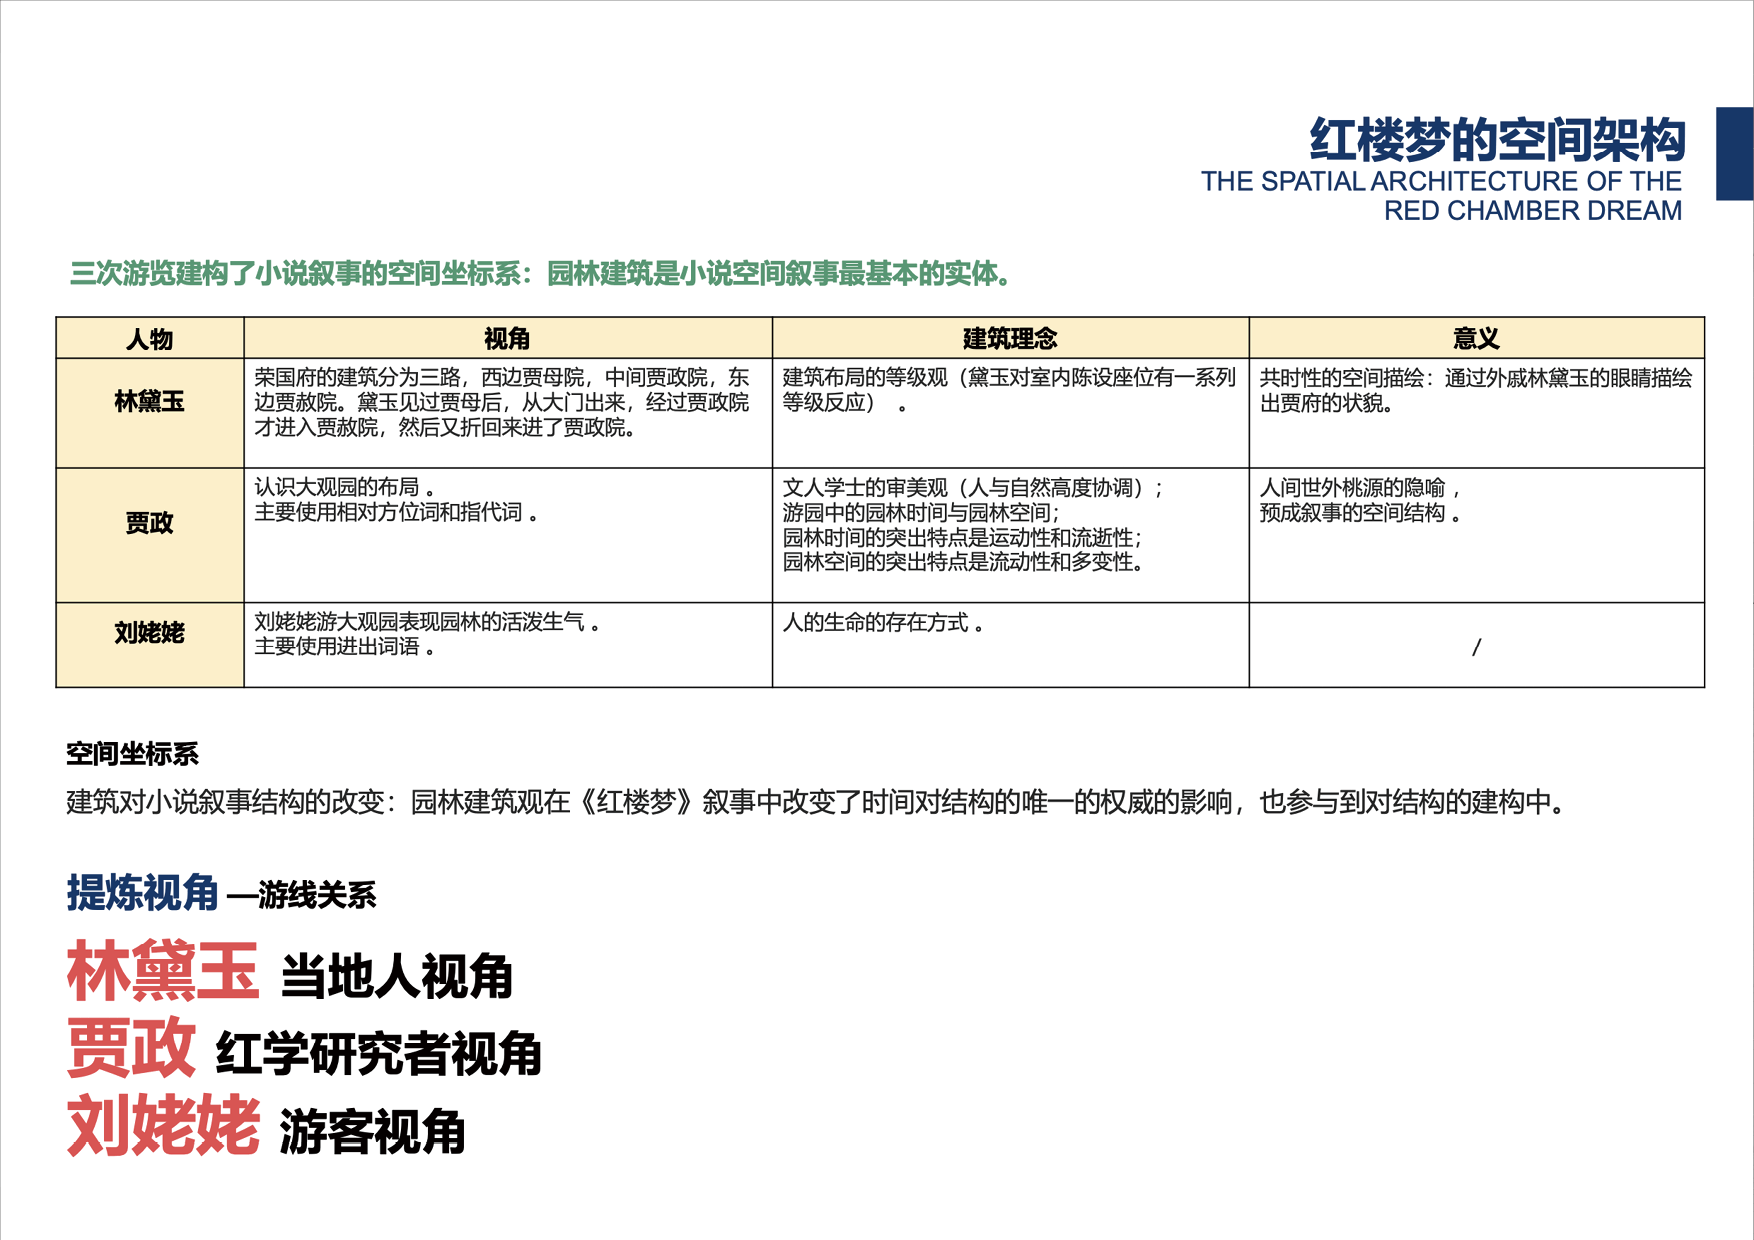 红楼梦的空间架构
THE SPATIAL ARCHITECTURE OF THE
RED CHAMBER DREAM
三次游览建构了小说叙事的空间坐标系：园林建筑是小说空间叙事最基本的实体。
人物
视角
建筑理念
意义
林黛玉
荣国府的建筑分为三路，西边贾母院，中间贾政院，东
边贾赦院。黛玉见过贾母后，从大门出来，经过贾政院
才进入贾赦院，然后又折回来进了贾政院。
建筑布局的等级观（黛玉对室内陈设座位有一系列
等级反应） 。
共时性的空间描绘：通过外戚林黛玉的眼睛描绘
出贾府的状貌。
贾政
认识大观园的布局 。
主要使用相对方位词和指代词 。
文人学士的审美观（人与自然高度协调）；
游园中的园林时间与园林空间；
园林时间的突出特点是运动性和流逝性；
园林空间的突出特点是流动性和多变性。
人间世外桃源的隐喻 ，
预成叙事的空间结构 。
刘姥姥
刘姥姥游大观园表现园林的活泼生气 。
主要使用进出词语 。
人的生命的存在方式 。
/
空间坐标系
建筑对小说叙事结构的改变：园林建筑观在《红楼梦》叙事中改变了时间对结构的唯一的权威的影响，也参与到对结构的建构中。
提炼视角 —游线关系
林黛玉 当地人视角
贾政 红学研究者视角
刘姥姥 游客视角